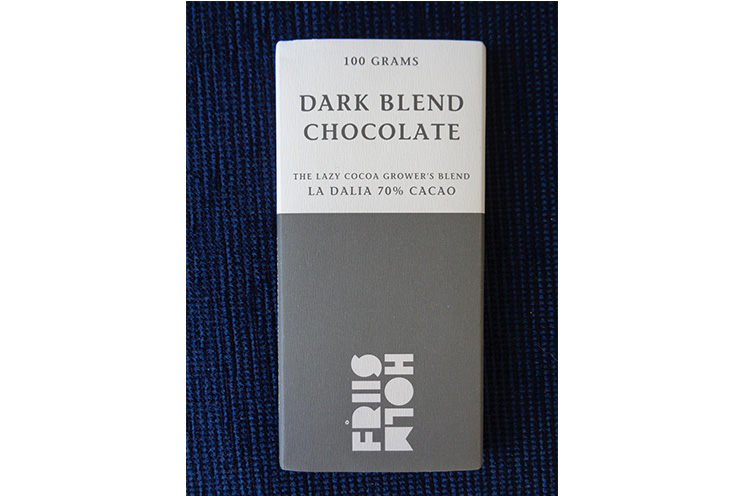 100 GRAMS
DARK BLEND
CHOCOLATE
THE LAZY COCOA GROWER'S BLEND
LA DALIA 70% CACAO
FRIIS
HOLM